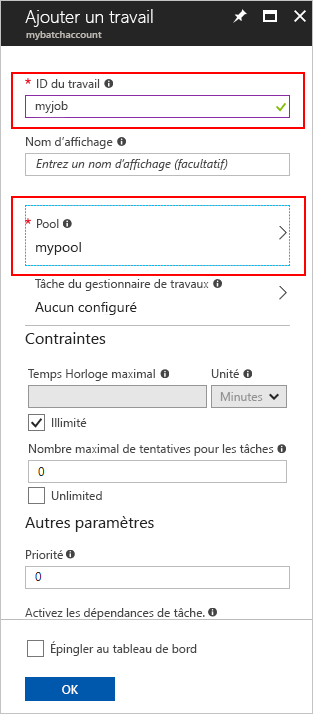 Ajouter un travail
mybatchaccount
* ID du travail
myjob
Nom d'affichage
Entrez un nom d'affichage (facultatif)
* Pool
mypool
Tâche du gestionnaire de travaux
Aucun configuré
Contraintes
Temps Horloge maximal Unité
Minutes
Illimité
Nombre maximal de tentatives pour les tâches
0
Unlimited
Autres paramètres
Priorité
0
Activez les dépendances de tâche.
Épingler au tableau de bord
OK